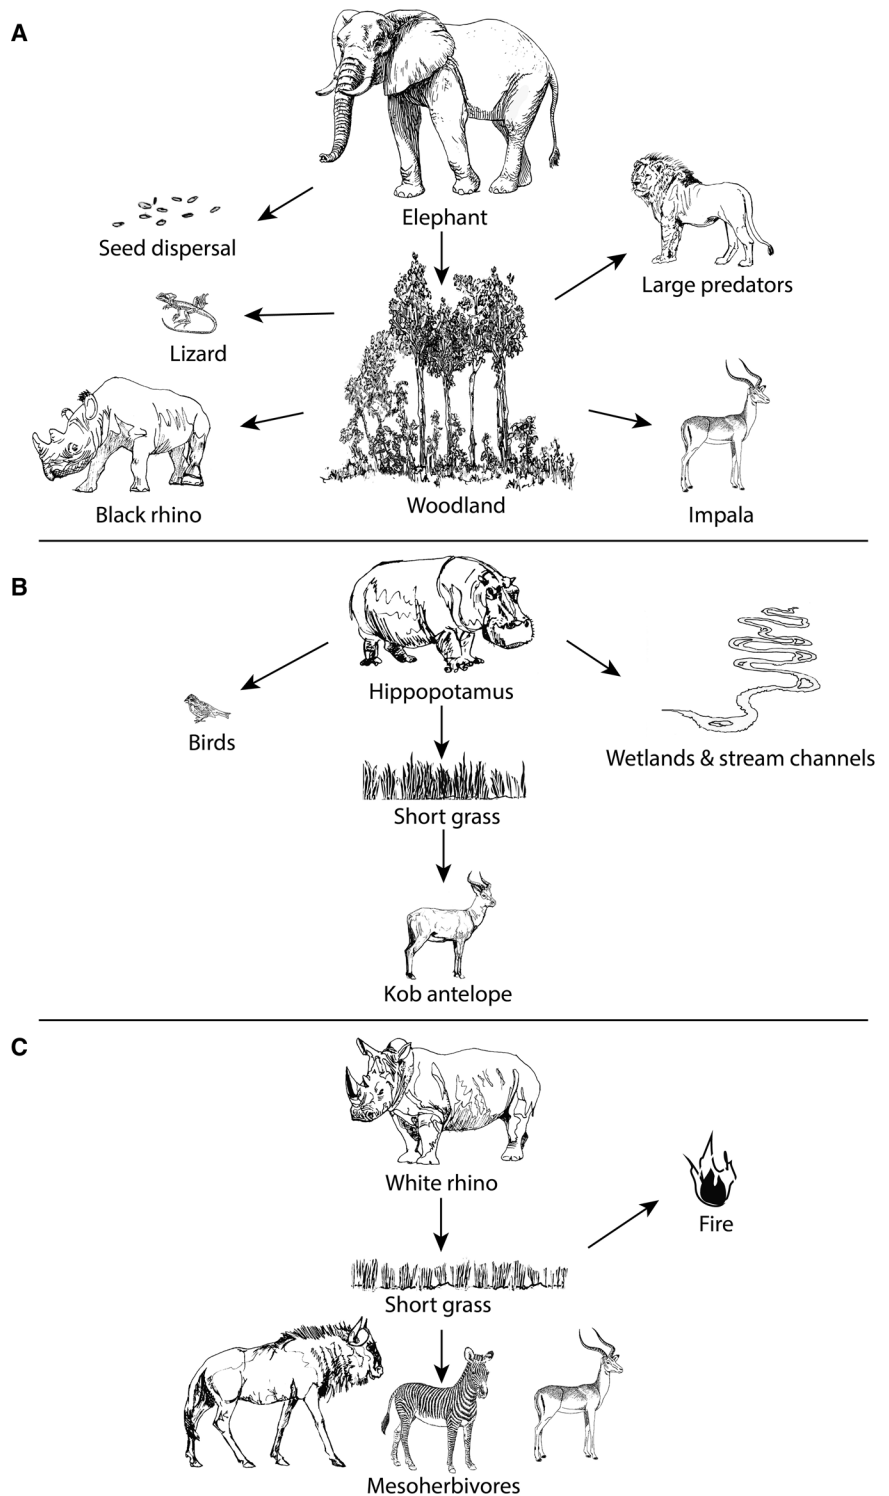 A
Elephant
Seed dispersal
Large predators
Lizard
Woodland
Black rhino
Impala
B
Hippopotamus
Birds
Wetlands & stream channels
Short grass
Kob antelope
C
White rhino
Fire
Short grass
Mesoherbivores